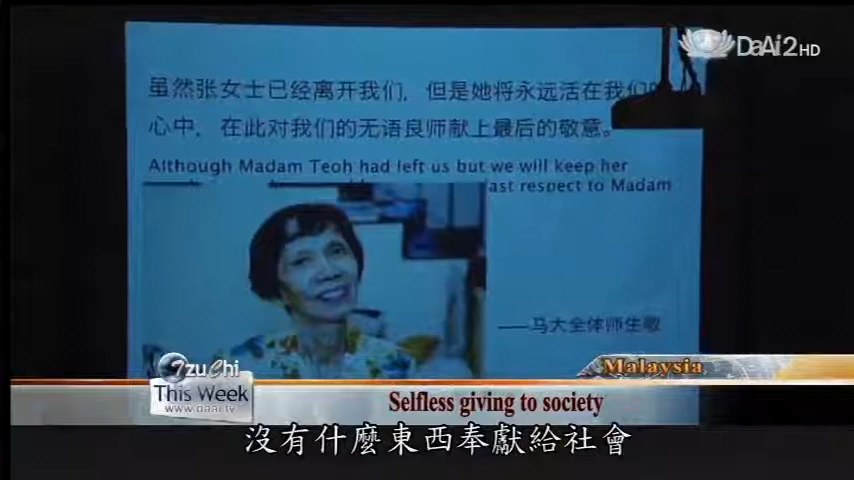 DaAi2HD
虽然张女士已经离开我们，但是她将永远活在我们
心中，在此对我们的无语良师献上最后的敬意。
Although Madam Teoh had left us but we will keep her
last respect to Madam
——马大全体师生敬
Tzu Chi
This Week
www.daai.tv
Malaysia
Selfless giving to society
沒有什麼東西奉獻給社會